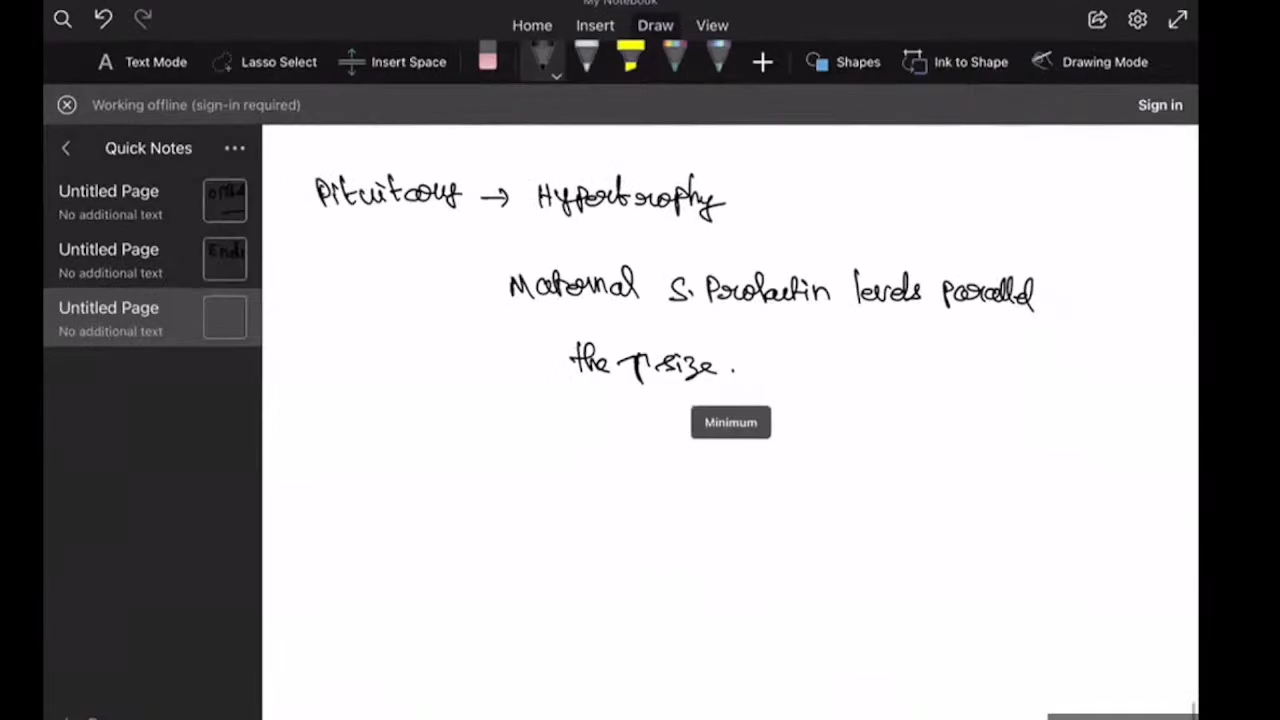 My Notebook
Home Insert Draw View
Text Mode Lasso Select Insert Space Shapes Ink to Shape Drawing Mode
Working offline (sign-in required) Sign in
Quick Notes
Untitled Page
No additional text
Untitled Page
No additional text
Untitled Page
No additional text
Pituitary → Hypertrophy
Maternal S. Prolactin levels parallel
the ↑ size.
Minimum